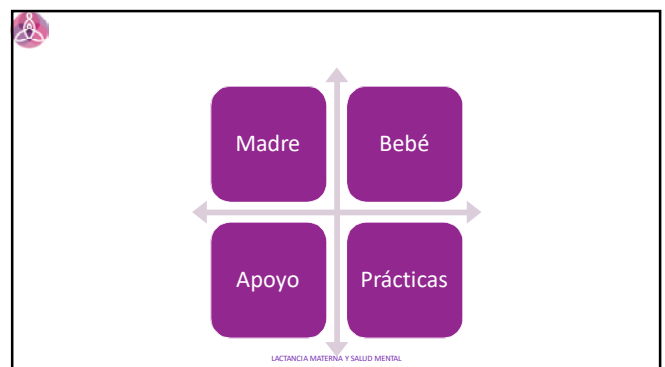 Madre
Bebé
Apoyo
Prácticas
LACTANCIA MATERNA Y SALUD MENTAL